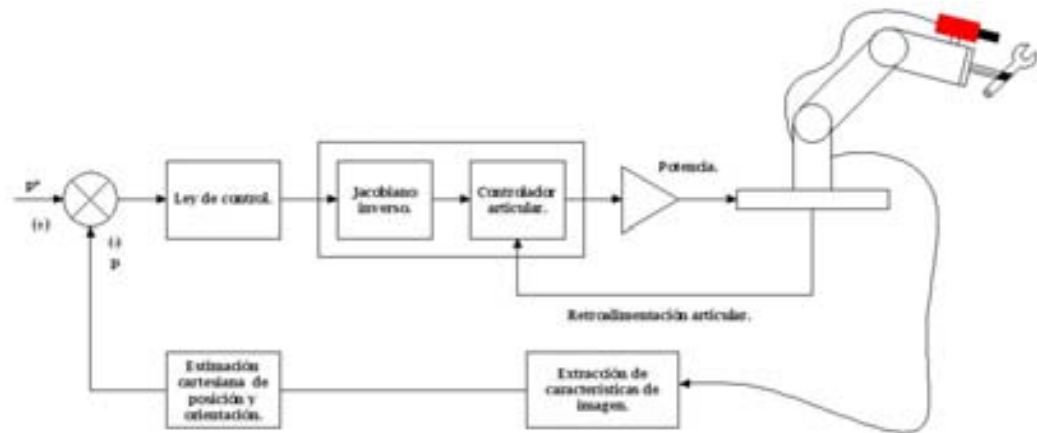 p*
(+)
(-)
p
Ley de control.
Jacobiano
inverso.
Controlador
articular.
Potencia.
Retroalimentación articular.
Estimación
cartesiana de
posición y
orientación.
Extracción de
características de
imagen.